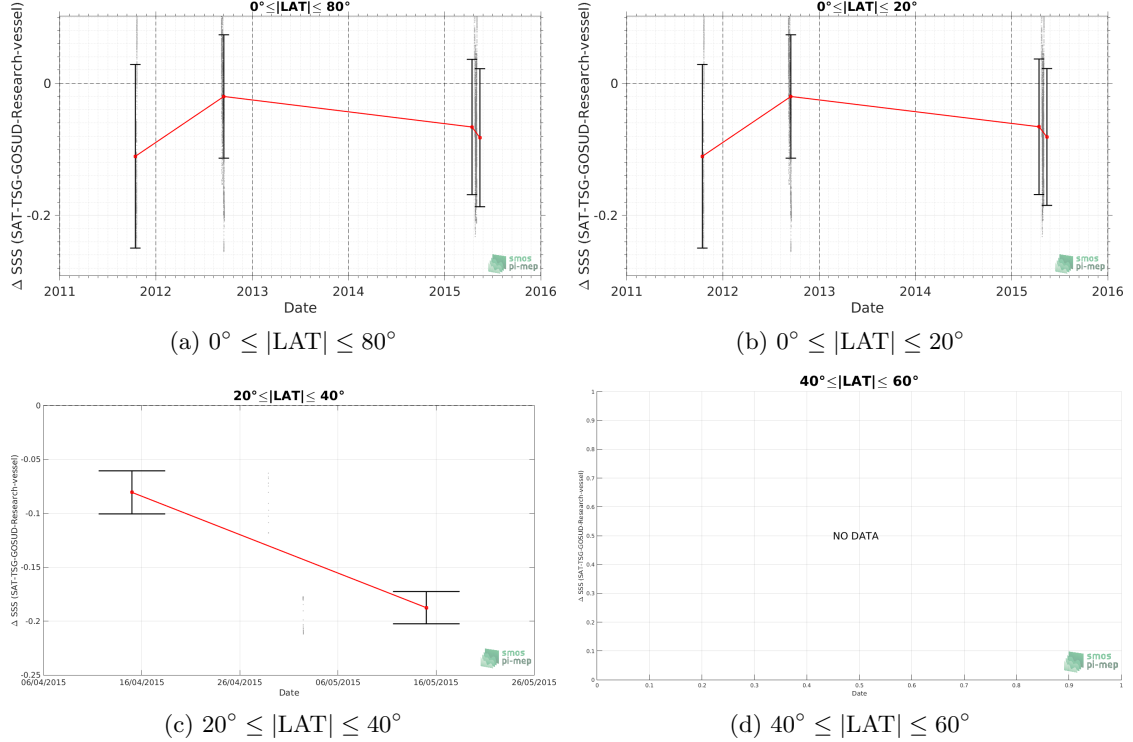 0°≤|LAT|≤ 80°
Δ SSS (SAT-TSG-GOSUD-Research-vessel)
0
-0.2
2011 2012 2013 2014 2015 2016
Date
smos
pi-mep
(a) 0° ≤ |LAT| ≤ 80°
0°≤|LAT|≤ 20°
Δ SSS (SAT-TSG-GOSUD-Research-vessel)
0
-0.2
2011 2012 2013 2014 2015 2016
Date
smos
pi-mep
(b) 0° ≤ |LAT| ≤ 20°
20°≤|LAT|≤ 40°
Δ SSS (SAT-TSG-GOSUD-Research-vessel)
0
-0.05
-0.1
-0.15
-0.2
-0.25
06/04/2015 16/04/2015 26/04/2015 06/05/2015 16/05/2015 26/05/2015
Date
smos
pi-mep
(c) 20° ≤ |LAT| ≤ 40°
40°≤|LAT|≤ 60°
Δ SSS (SAT-TSG-GOSUD-Research-vessel)
1
0.9
0.8
0.7
0.6
0.5
0.4
0.3
0.2
0.1
0
NO DATA
0 0.1 0.2 0.3 0.4 0.5 0.6 0.7 0.8 0.9 1
Date
smos
pi-mep
(d) 40° ≤ |LAT| ≤ 60°